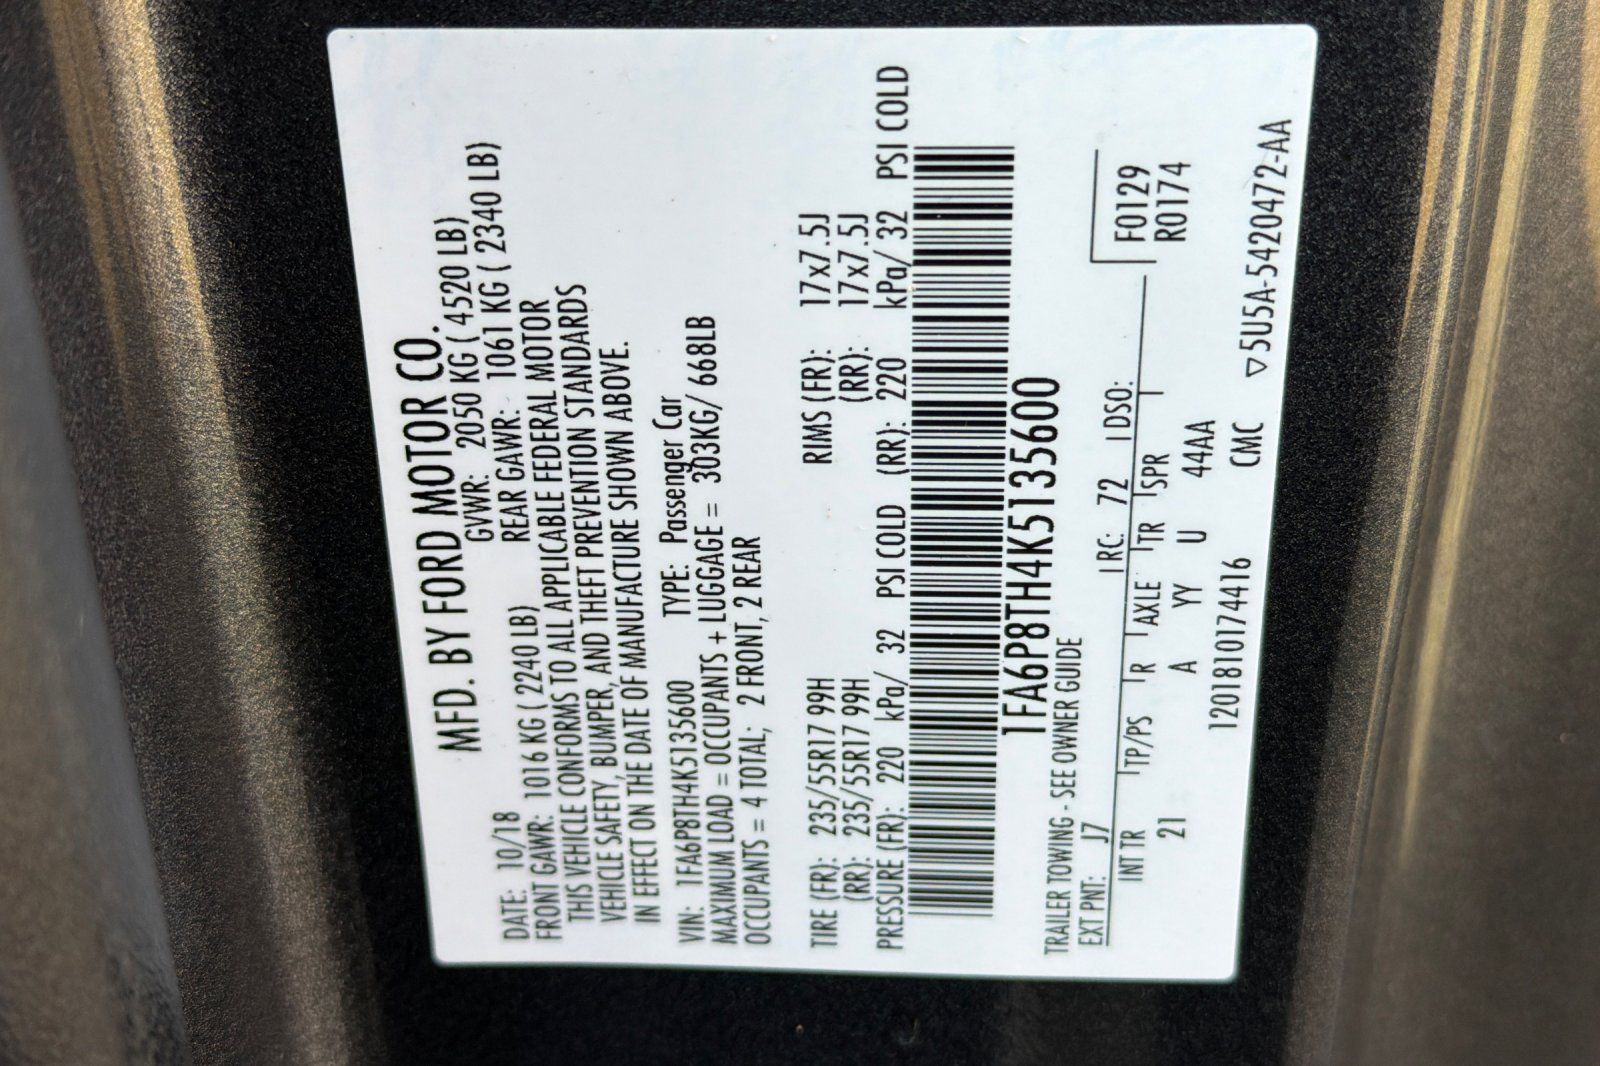 MFD. BY FORD MOTOR CO.
DATE: 10/18 GVWR: 2050 KG ( 4520 LB)
FRONT GAWR: 1016 KG ( 2240 LB) REAR GAWR: 1061 KG ( 2340 LB)
THIS VEHICLE CONFORMS TO ALL APPLICABLE FEDERAL MOTOR
VEHICLE SAFETY, BUMPER, AND THEFT PREVENTION STANDARDS
IN EFFECT ON THE DATE OF MANUFACTURE SHOWN ABOVE.
VIN: 1FA6P8TH4K5135600 TYPE: Passenger Car
MAXIMUM LOAD = OCCUPANTS + LUGGAGE = 303KG/ 668LB
OCCUPANTS = 4 TOTAL; 2 FRONT, 2 REAR
TIRE (FR): 235/55R17 99H RIMS (FR): 17x7.5J
(RR): 235/55R17 99H (RR): 17x7.5J
PRESSURE (FR): 220 kPa/ 32 PSI COLD (RR): 220 kPa/ 32 PSI COLD
1FA6P8TH4K5135600
TRAILER TOWING - SEE OWNER GUIDE
EXT PNT: J7 RC: 72 DSO:
F0129
R0174
INT TR TP/PS R AXLE TR SPR
21 A YY U 44AA
12018101744​16 CMC ▽5U5A-5420472-AA